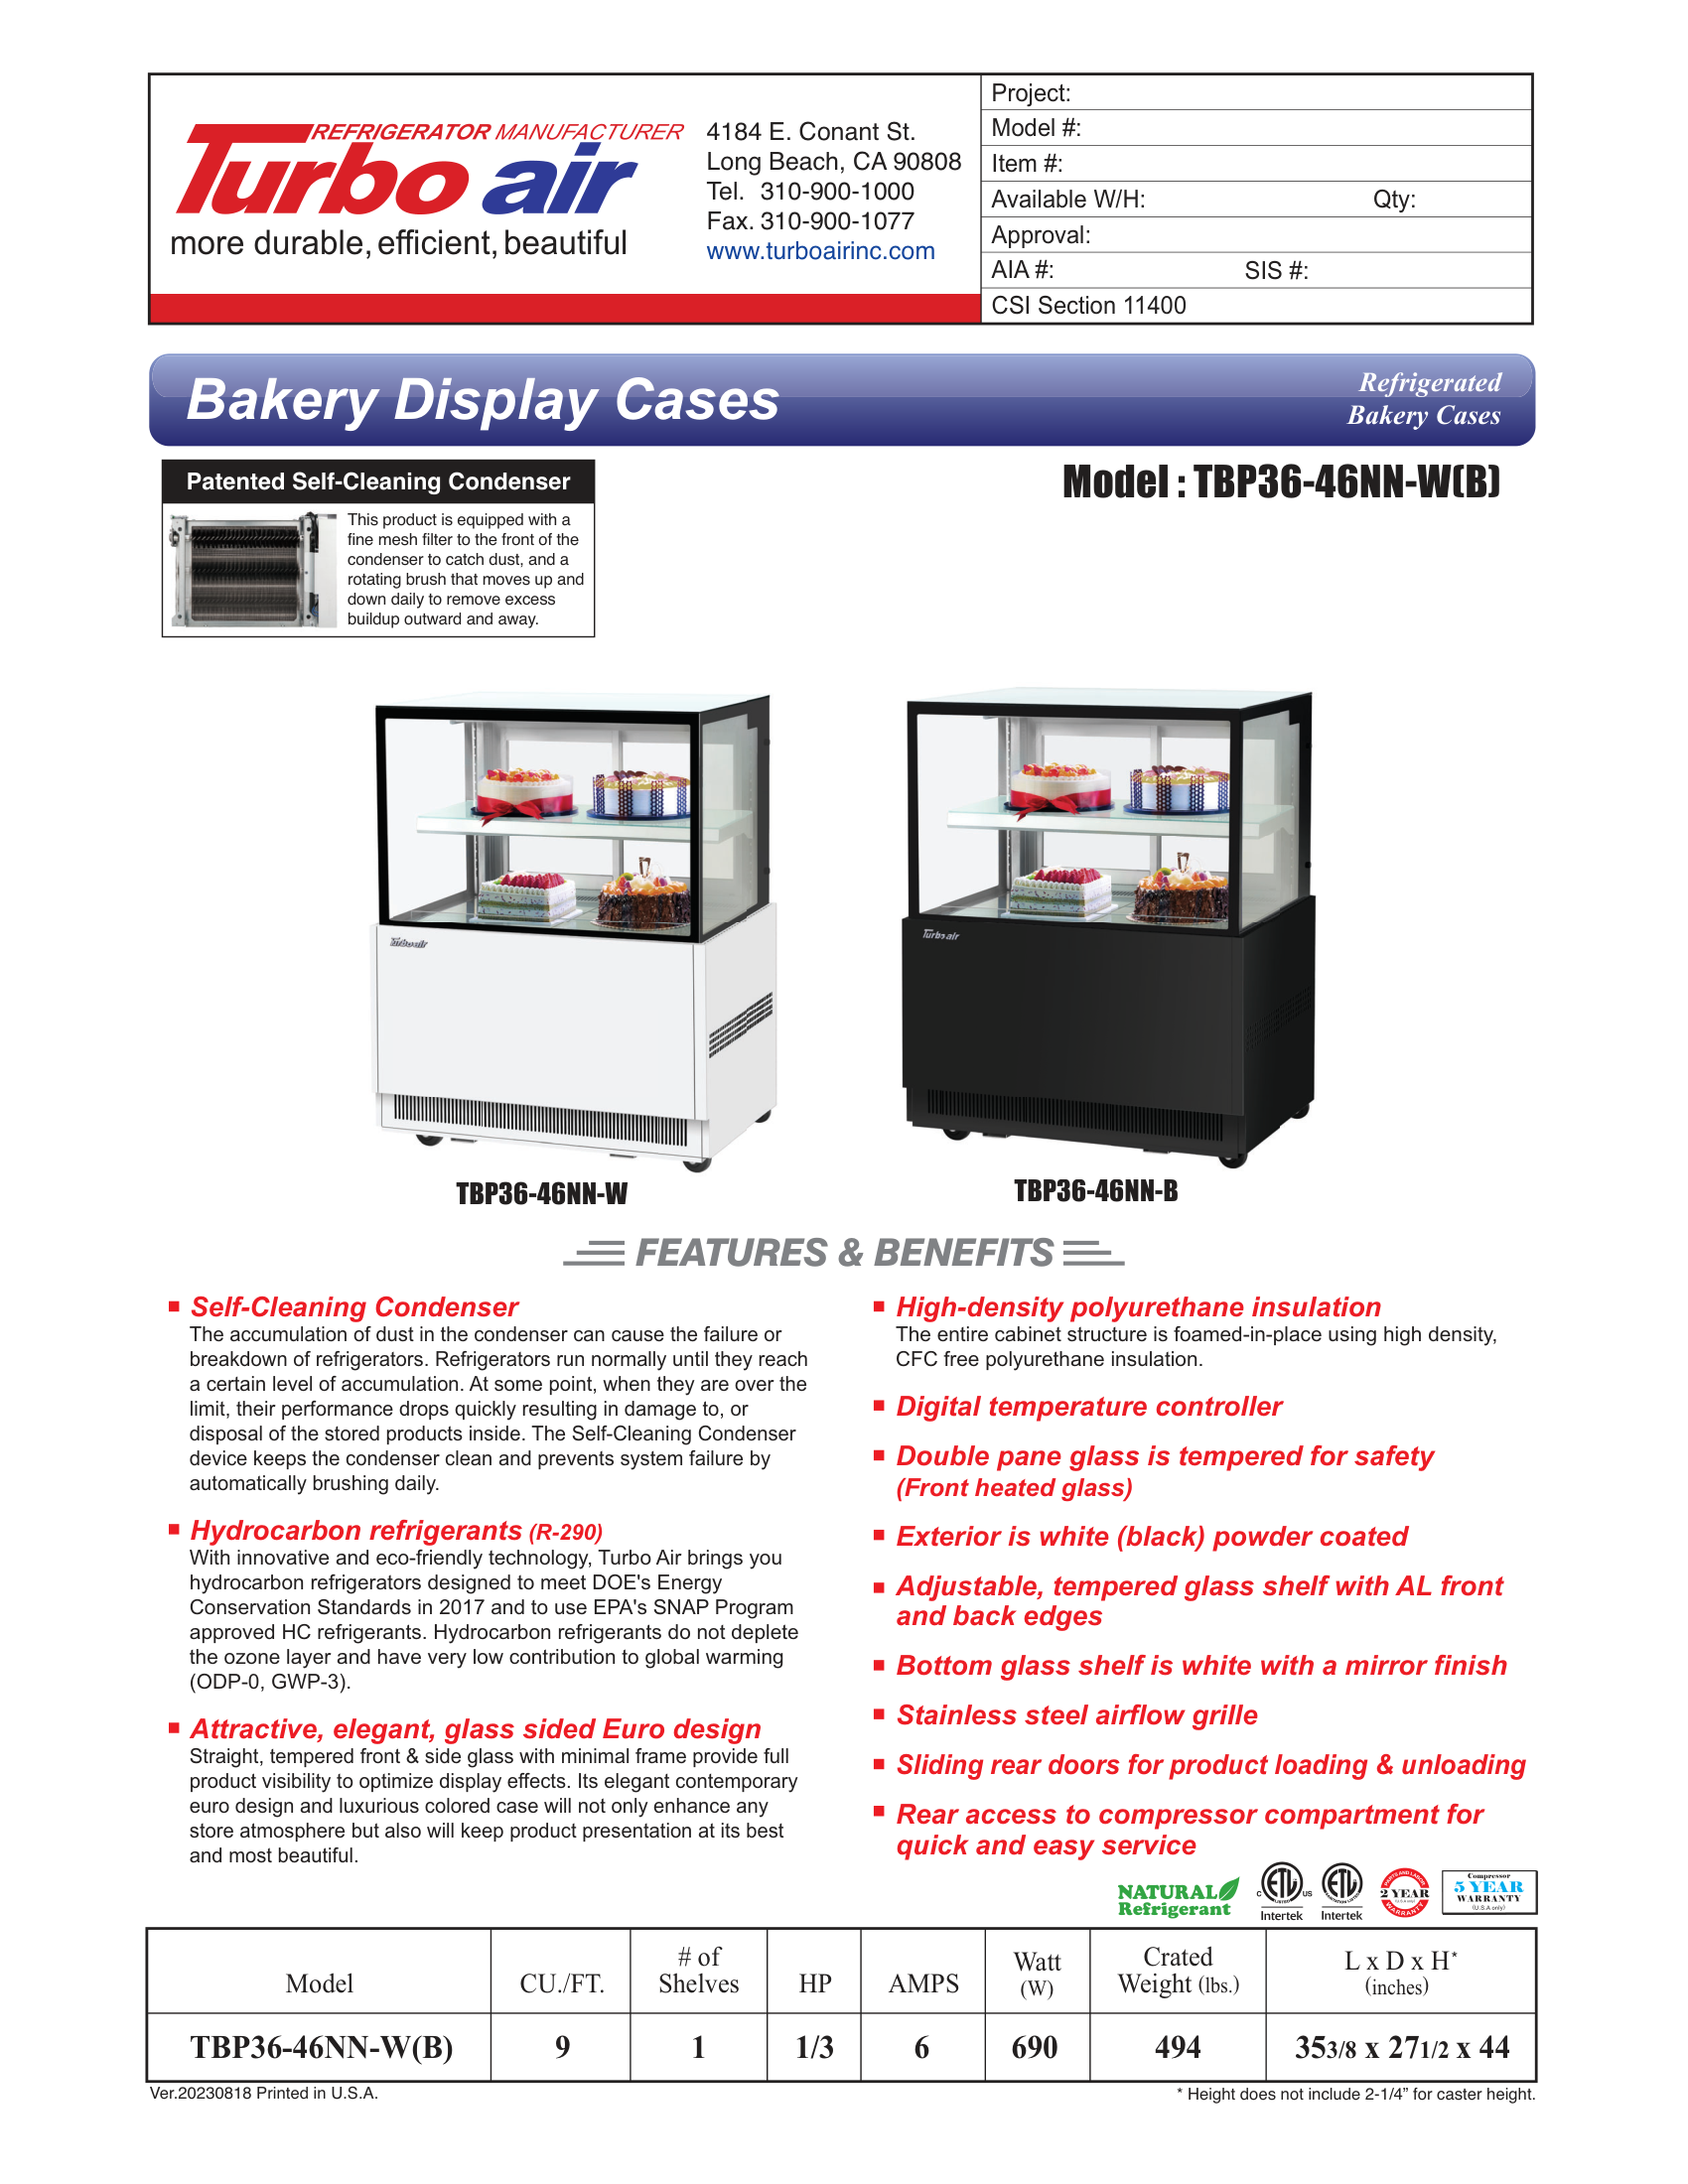 REFRIGERATOR MANUFACTURER
Turbo air
more durable, efficient, beautiful
4184 E. Conant St.
Long Beach, CA 90808
Tel. 310-900-1000
Fax. 310-900-1077
www.turboairinc.com
Project:
Model #:
Item #:
Available W/H: Qty:
Approval:
AIA #: SIS #:
CSI Section 11400
Bakery Display Cases
Refrigerated
Bakery Cases
Patented Self-Cleaning Condenser
This product is equipped with a
fine mesh filter to the front of the
condenser to catch dust, and a
rotating brush that moves up and
down daily to remove excess
buildup outward and away.
Model : TBP36-46NN-W(B)
Turbo air
Turbo air
TBP36-46NN-W
TBP36-46NN-B
FEATURES & BENEFITS
Self-Cleaning Condenser
The accumulation of dust in the condenser can cause the failure or
breakdown of refrigerators. Refrigerators run normally until they reach
a certain level of accumulation. At some point, when they are over the
limit, their performance drops quickly resulting in damage to, or
disposal of the stored products inside. The Self-Cleaning Condenser
device keeps the condenser clean and prevents system failure by
automatically brushing daily.
Hydrocarbon refrigerants (R-290)
With innovative and eco-friendly technology, Turbo Air brings you
hydrocarbon refrigerators designed to meet DOE's Energy
Conservation Standards in 2017 and to use EPA's SNAP Program
approved HC refrigerants. Hydrocarbon refrigerants do not deplete
the ozone layer and have very low contribution to global warming
(ODP-0, GWP-3).
Attractive, elegant, glass sided Euro design
Straight, tempered front & side glass with minimal frame provide full
product visibility to optimize display effects. Its elegant contemporary
euro design and luxurious colored case will not only enhance any
store atmosphere but also will keep product presentation at its best
and most beautiful.
High-density polyurethane insulation
The entire cabinet structure is foamed-in-place using high density,
CFC free polyurethane insulation.
Digital temperature controller
Double pane glass is tempered for safety
(Front heated glass)
Exterior is white (black) powder coated
Adjustable, tempered glass shelf with AL front
and back edges
Bottom glass shelf is white with a mirror finish
Stainless steel airflow grille
Sliding rear doors for product loading & unloading
Rear access to compressor compartment for
quick and easy service
NATURAL
Refrigerant
C ETL US
LISTED
Intertek
ETL
Intertek
PARTS AND LABOR
2 YEAR
(U.S.A only)
WARRANTY
Compressor
5 YEAR
WARRANTY
(U.S.A only)
Model CU./FT. # of Shelves HP AMPS Watt (W) Crated Weight (lbs.) L x D x H* (inches)
TBP36-46NN-W(B) 9 1 1/3 6 690 494 353/8 x 271/2 x 44
Ver.20230818 Printed in U.S.A.
* Height does not include 2-1/4” for caster height.